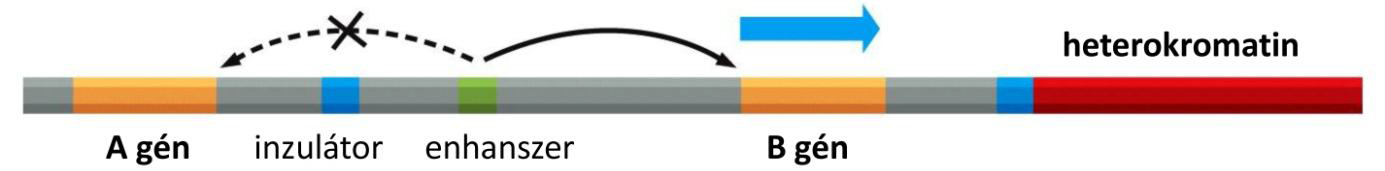 heterokromatin
A gén inzulátor enhanszer B gén